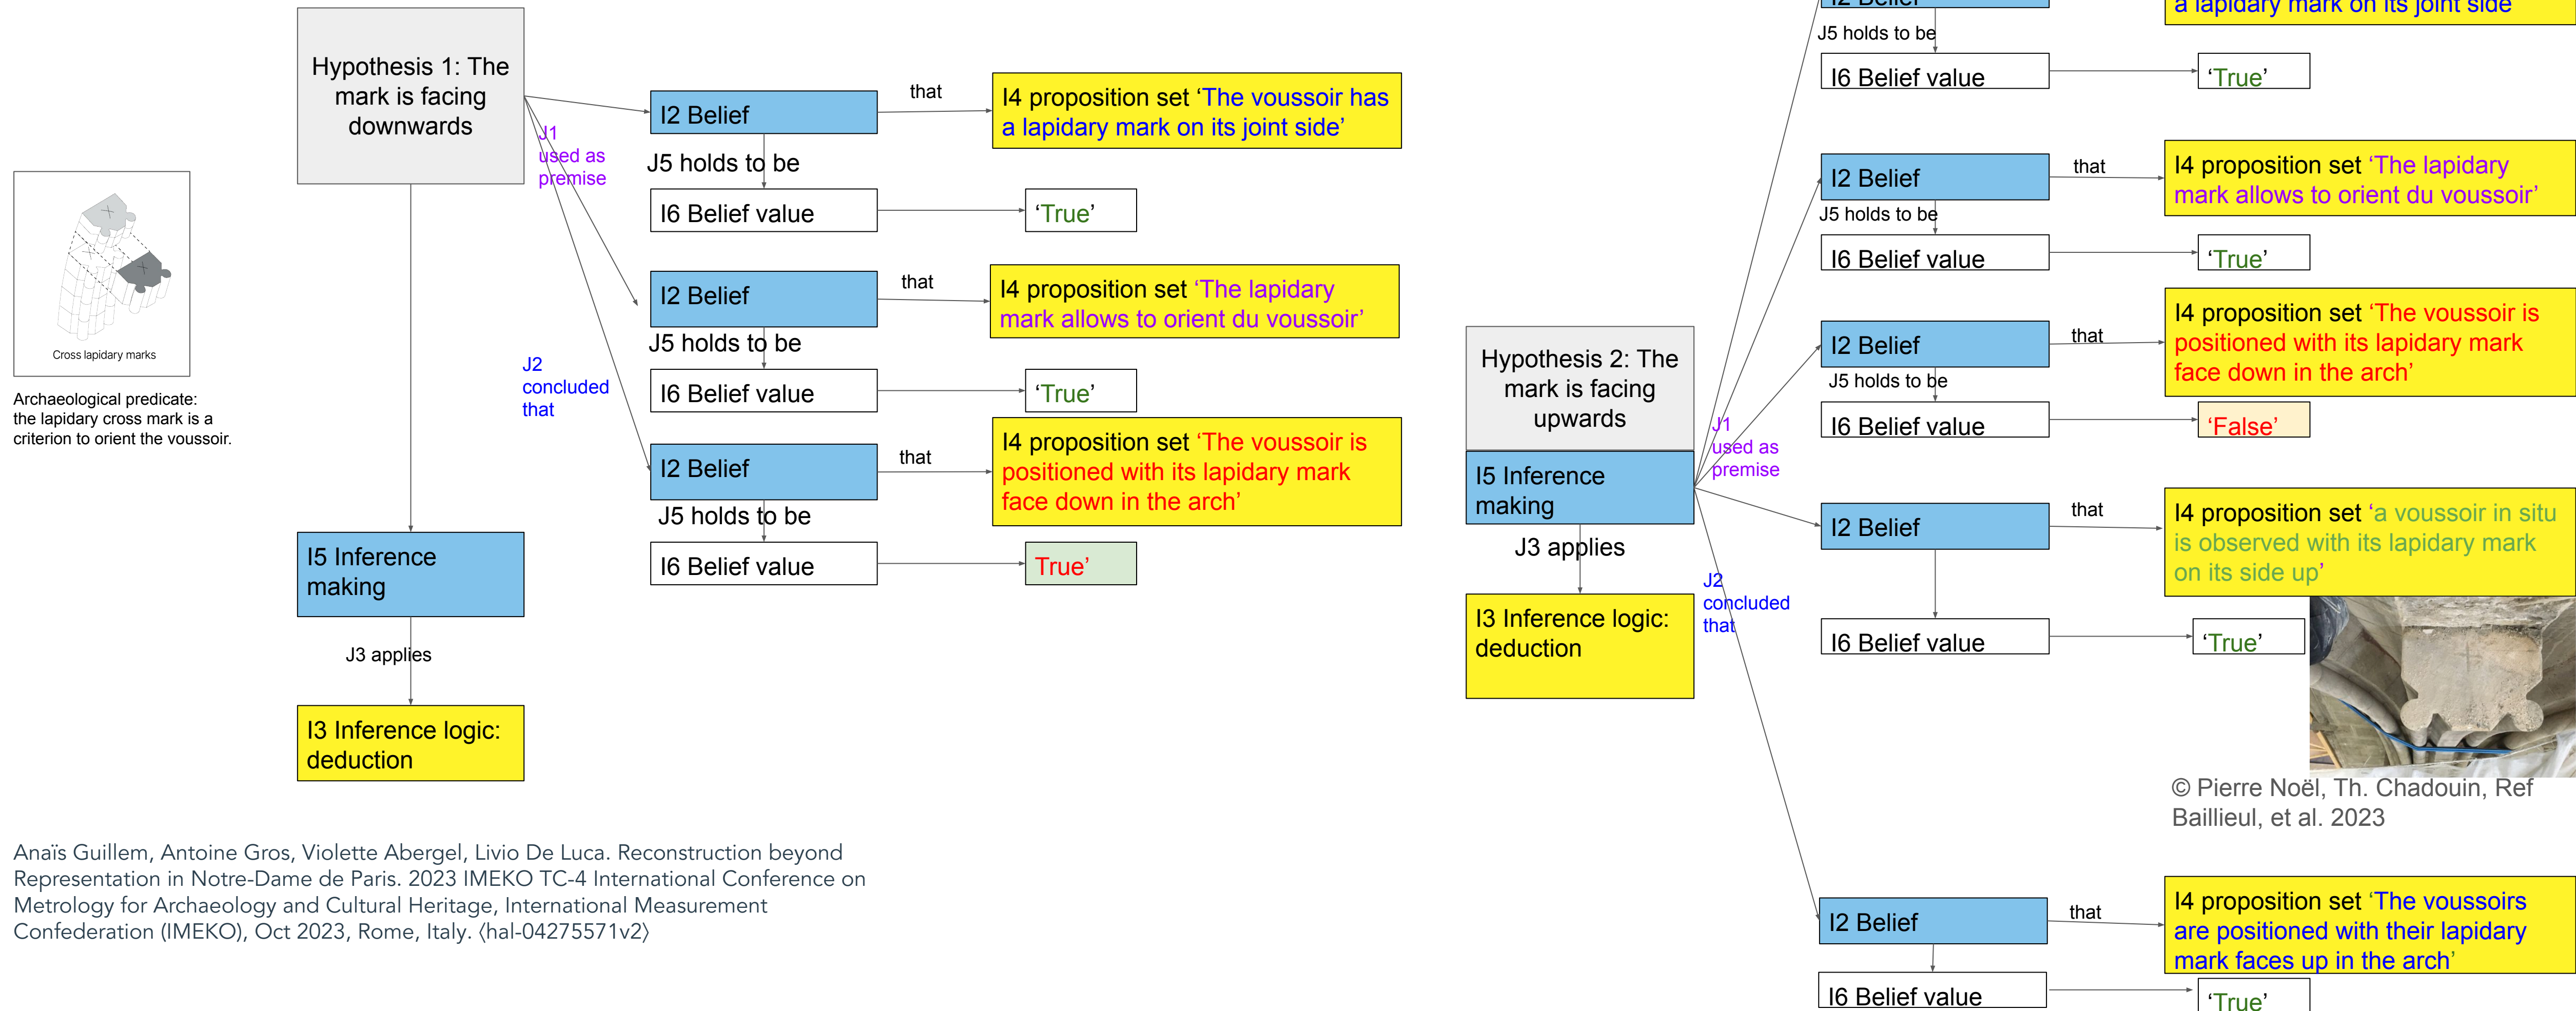 Hypothesis 1: The
mark is facing
downwards
J1
used as
premise
J2
concluded
that
I2 Belief
that
I4 proposition set ‘The voussoir has
a lapidary mark on its joint side’
J5 holds to be
I6 Belief value
‘True’
I2 Belief
that
I4 proposition set ‘The lapidary
mark allows to orient du voussoir’
J5 holds to be
I6 Belief value
‘True’
I2 Belief
that
I4 proposition set ‘The voussoir is
positioned with its lapidary mark
face down in the arch’
J5 holds to be
I6 Belief value
True’
Cross lapidary marks
Archaeological predicate:
the lapidary cross mark is a
criterion to orient the voussoir.
I5 Inference
making
J3 applies
I3 Inference logic:
deduction
Anaïs Guillem, Antoine Gros, Violette Abergel, Livio De Luca. Reconstruction beyond
Representation in Notre-Dame de Paris. 2023 IMEKO TC-4 International Conference on
Metrology for Archaeology and Cultural Heritage, International Measurement
Confederation (IMEKO), Oct 2023, Rome, Italy. ⟨hal-04275571v2⟩
Hypothesis 2: The
mark is facing
upwards
I5 Inference
making
J3 applies
I3 Inference logic:
deduction
J1
used as
premise
J2
concluded
that
I2 Belief
a lapidary mark on its joint side
J5 holds to be
I6 Belief value
‘True’
I2 Belief
that
I4 proposition set ‘The lapidary
mark allows to orient du voussoir’
J5 holds to be
I6 Belief value
‘True’
I2 Belief
that
I4 proposition set ‘The voussoir is
positioned with its lapidary mark
face down in the arch’
J5 holds to be
I6 Belief value
‘False’
I2 Belief
that
I4 proposition set ‘a voussoir in situ
is observed with its lapidary mark
on its side up’
I6 Belief value
‘True’
© Pierre Noël, Th. Chadouin, Ref
Baillieul, et al. 2023
I2 Belief
that
I4 proposition set ‘The voussoirs
are positioned with their lapidary
mark faces up in the arch’
I6 Belief value
‘True’